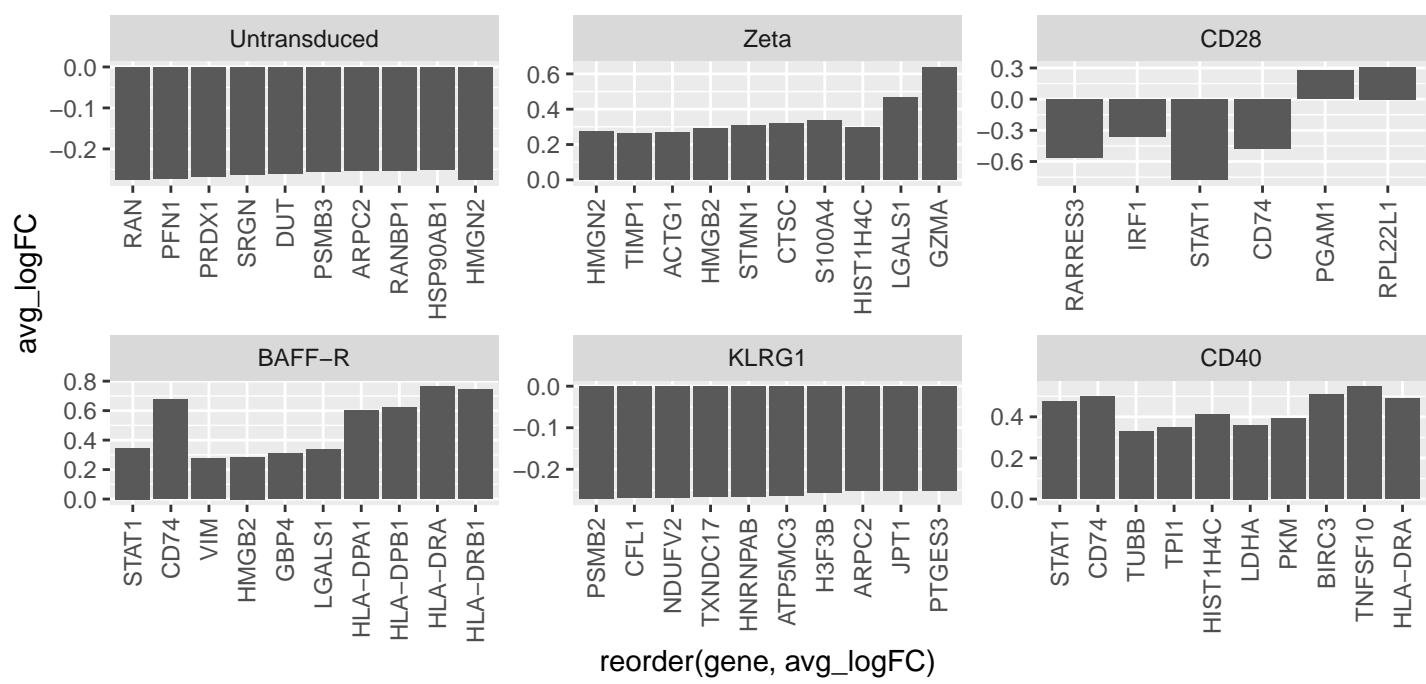 Untransduced
Zeta
CD28
0.0
−0.1
−0.2
0.6
0.4
0.2
0.0
0.3
0.0
−0.3
−0.6
RAN
PFN1
PRDX1
SRGN
DUT
PSMB3
ARPC2
RANBP1
HSP90AB1
HMGN2
HMGN2
TIMP1
ACTG1
HMGB2
STMN1
CTSC
S100A4
HIST1H4C
LGALS1
GZMA
RARRES3
IRF1
STAT1
CD74
PGAM1
RPL22L1
avg_logFC
BAFF−R
KLRG1
CD40
0.8
0.6
0.4
0.2
0.0
0.0
−0.1
−0.2
0.4
0.2
0.0
STAT1
CD74
VIM
HMGB2
GBP4
LGALS1
HLA−DPA1
HLA−DPB1
HLA−DRA
HLA−DRB1
PSMB2
CFL1
NDUFV2
TXNDC17
HNRNPAB
ATP5MC3
H3F3B
ARPC2
JPT1
PTGES3
STAT1
CD74
TUBB
TPI1
HIST1H4C
LDHA
PKM
BIRC3
TNFSF10
HLA−DRA
reorder(gene, avg_logFC)